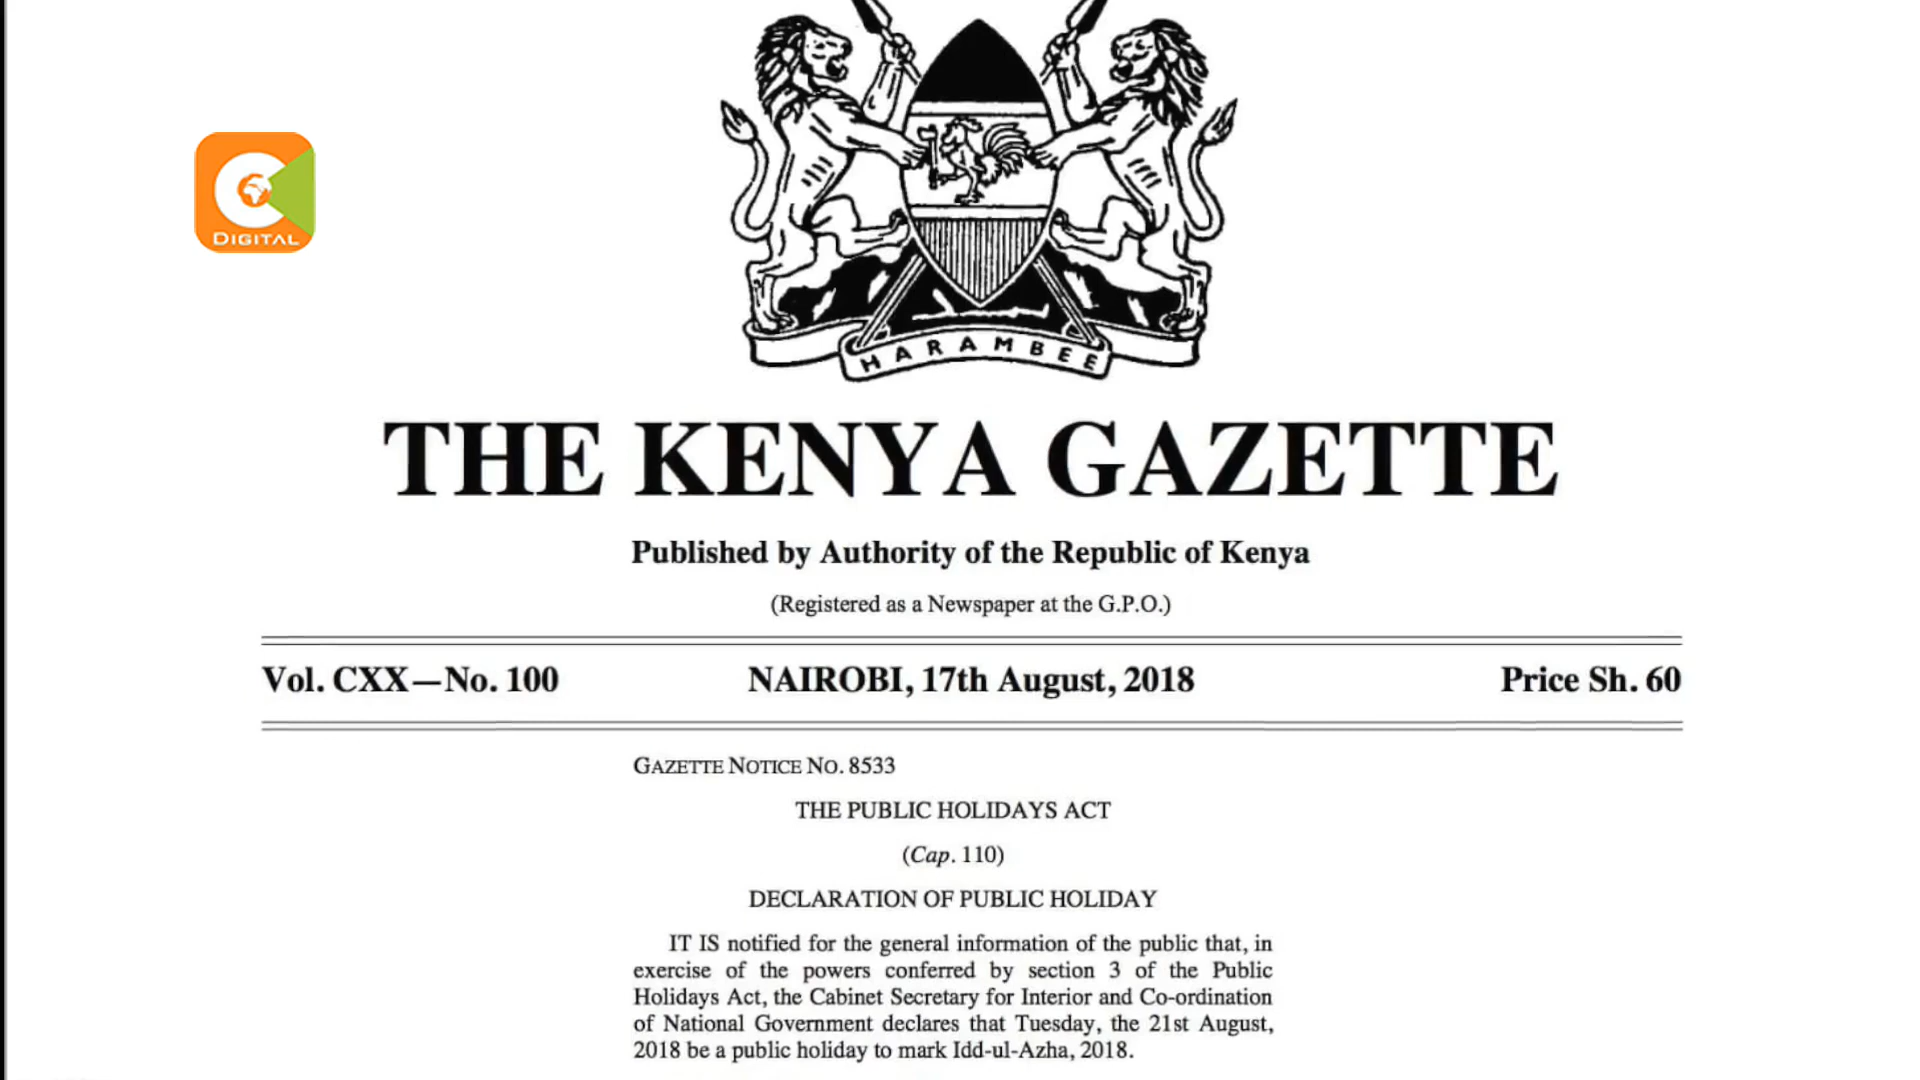 DIGITAL
HARAMBEE
THE KENYA GAZETTE
Published by Authority of the Republic of Kenya
(Registered as a Newspaper at the G.P.O.)
Vol. CXX—No. 100
NAIROBI, 17th August, 2018
Price Sh. 60
GAZETTE NOTICE NO. 8533
THE PUBLIC HOLIDAYS ACT
(Cap. 110)
DECLARATION OF PUBLIC HOLIDAY
IT IS notified for the general information of the public that, in
exercise of the powers conferred by section 3 of the Public
Holidays Act, the Cabinet Secretary for Interior and Co-ordination
of National Government declares that Tuesday, the 21st August,
2018 be a public holiday to mark Idd-ul-Azha, 2018.